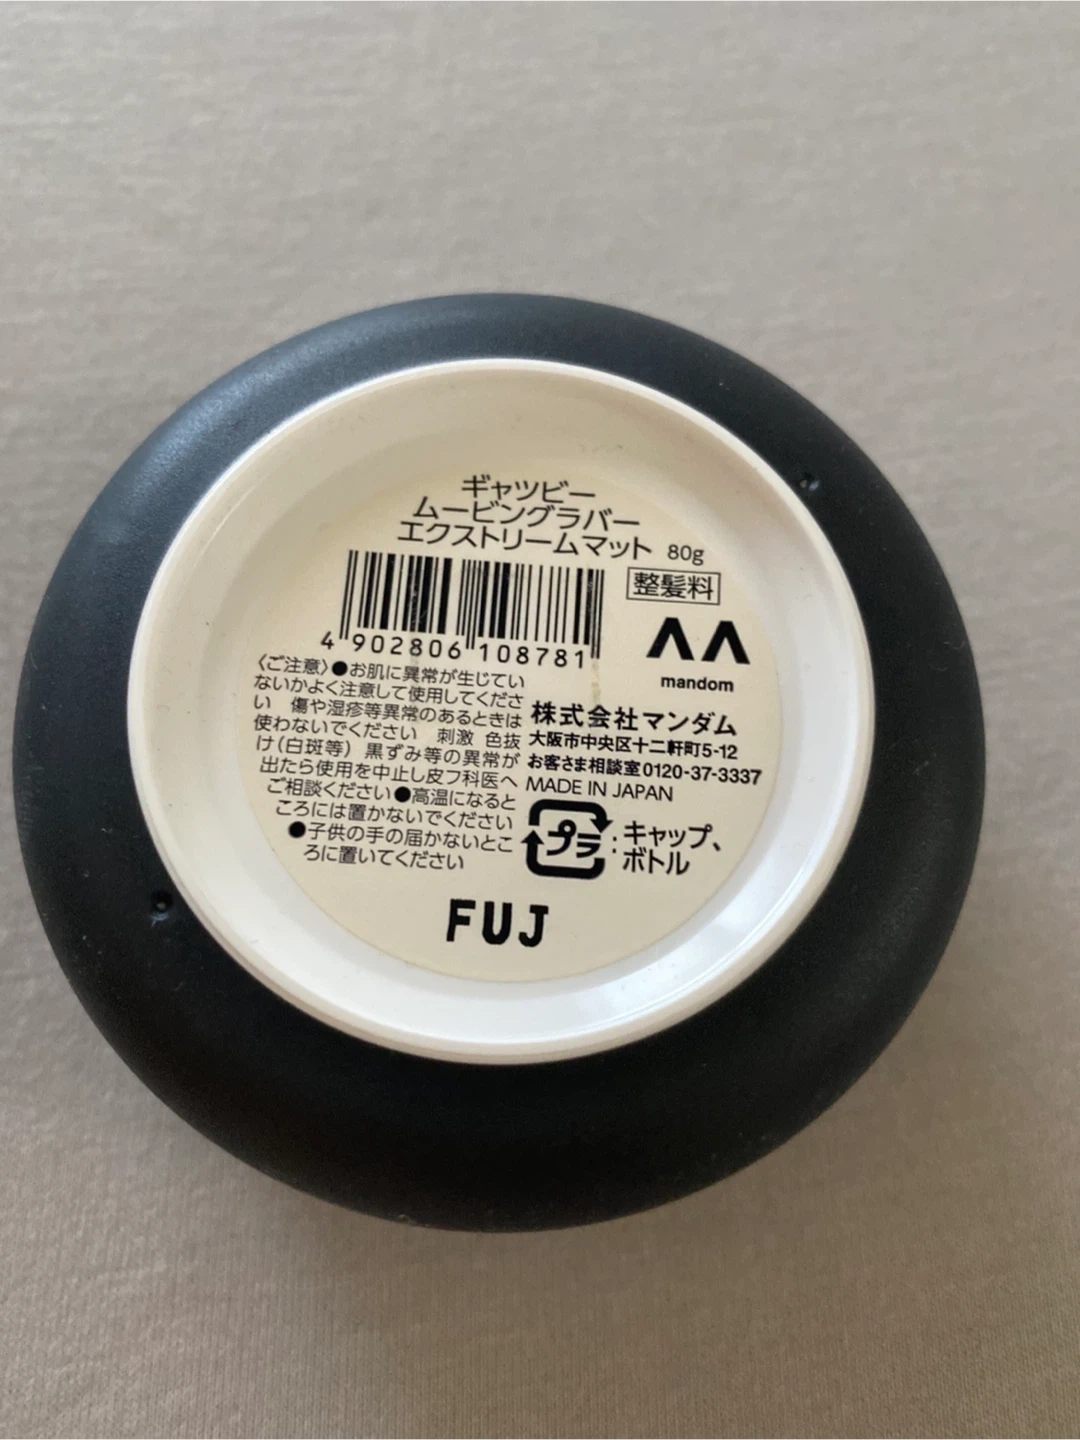 ギャツビー
ムービングラバー
エクストリームマット 80g
整髪料
4 902806 108781
mandom
〈ご注意〉●お肌に異常が生じてい
ないかよく注意して使用してくださ
い 傷や湿疹等異常のあるときは
使わないでください 刺激 色抜
け(白斑等) 黒ずみ等の異常が
出たら使用を中止し皮フ科医へ
ご相談ください●高温になると
ころには置かないでください
●子供の手の届かないとこ
ろに置いてください
株式会社マンダム
大阪市中央区十二軒町5-12
お客さま相談室0120-37-3337
MADE IN JAPAN
プラ:キャップ、
ボトル
FUJ